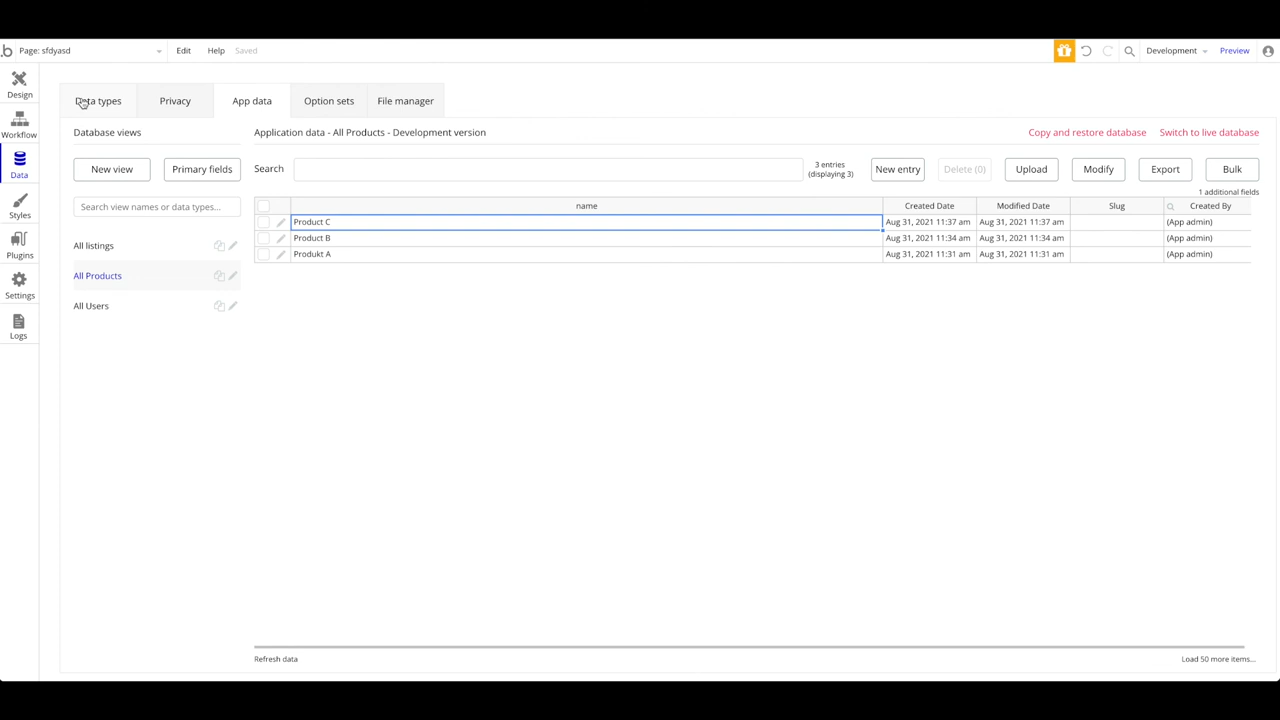 b Page: sfdyasd Edit Help Saved Development Preview
Design
Workflow
Data
Styles
Plugins
Settings
Logs
Data types Privacy App data Option sets File manager
Database views
New view Primary fields
Search view names or data types...
All listings
All Products
All Users
Application data - All Products - Development version Copy and restore database Switch to live database
Search 3 entries (displaying 3) New entry Delete (0) Upload Modify Export Bulk
1 additional fields
name Created Date Modified Date Slug Created By
Product C Aug 31, 2021 11:37 am Aug 31, 2021 11:37 am (App admin)
Product B Aug 31, 2021 11:34 am Aug 31, 2021 11:34 am (App admin)
Produkt A Aug 31, 2021 11:31 am Aug 31, 2021 11:31 am (App admin)
Refresh data Load 50 more items...